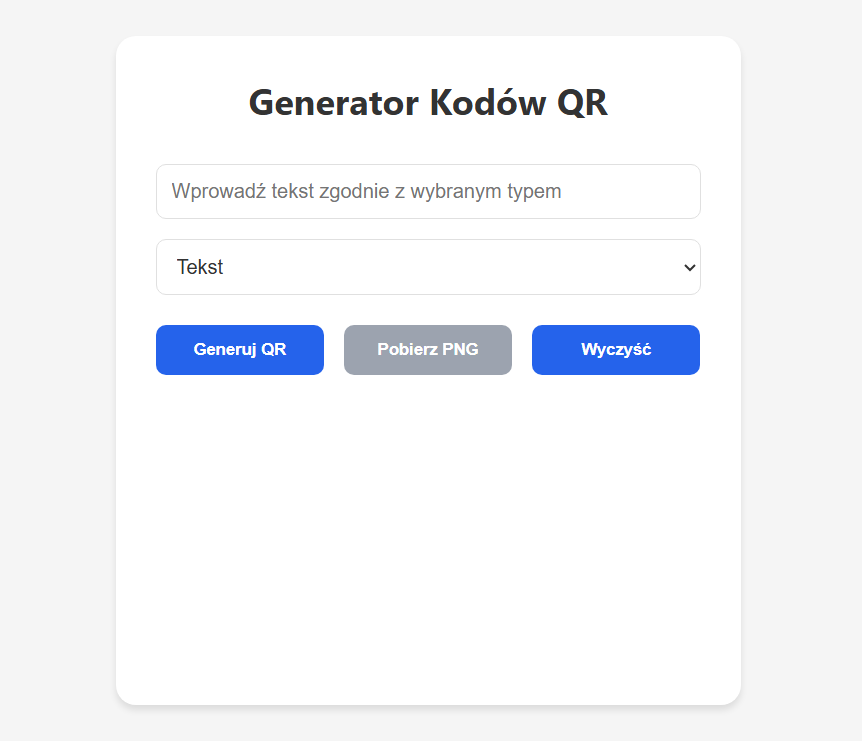 Generator Kodów QR
Wprowadź tekst zgodnie z wybranym typem
Tekst
Generuj QR
Pobierz PNG
Wyczyść